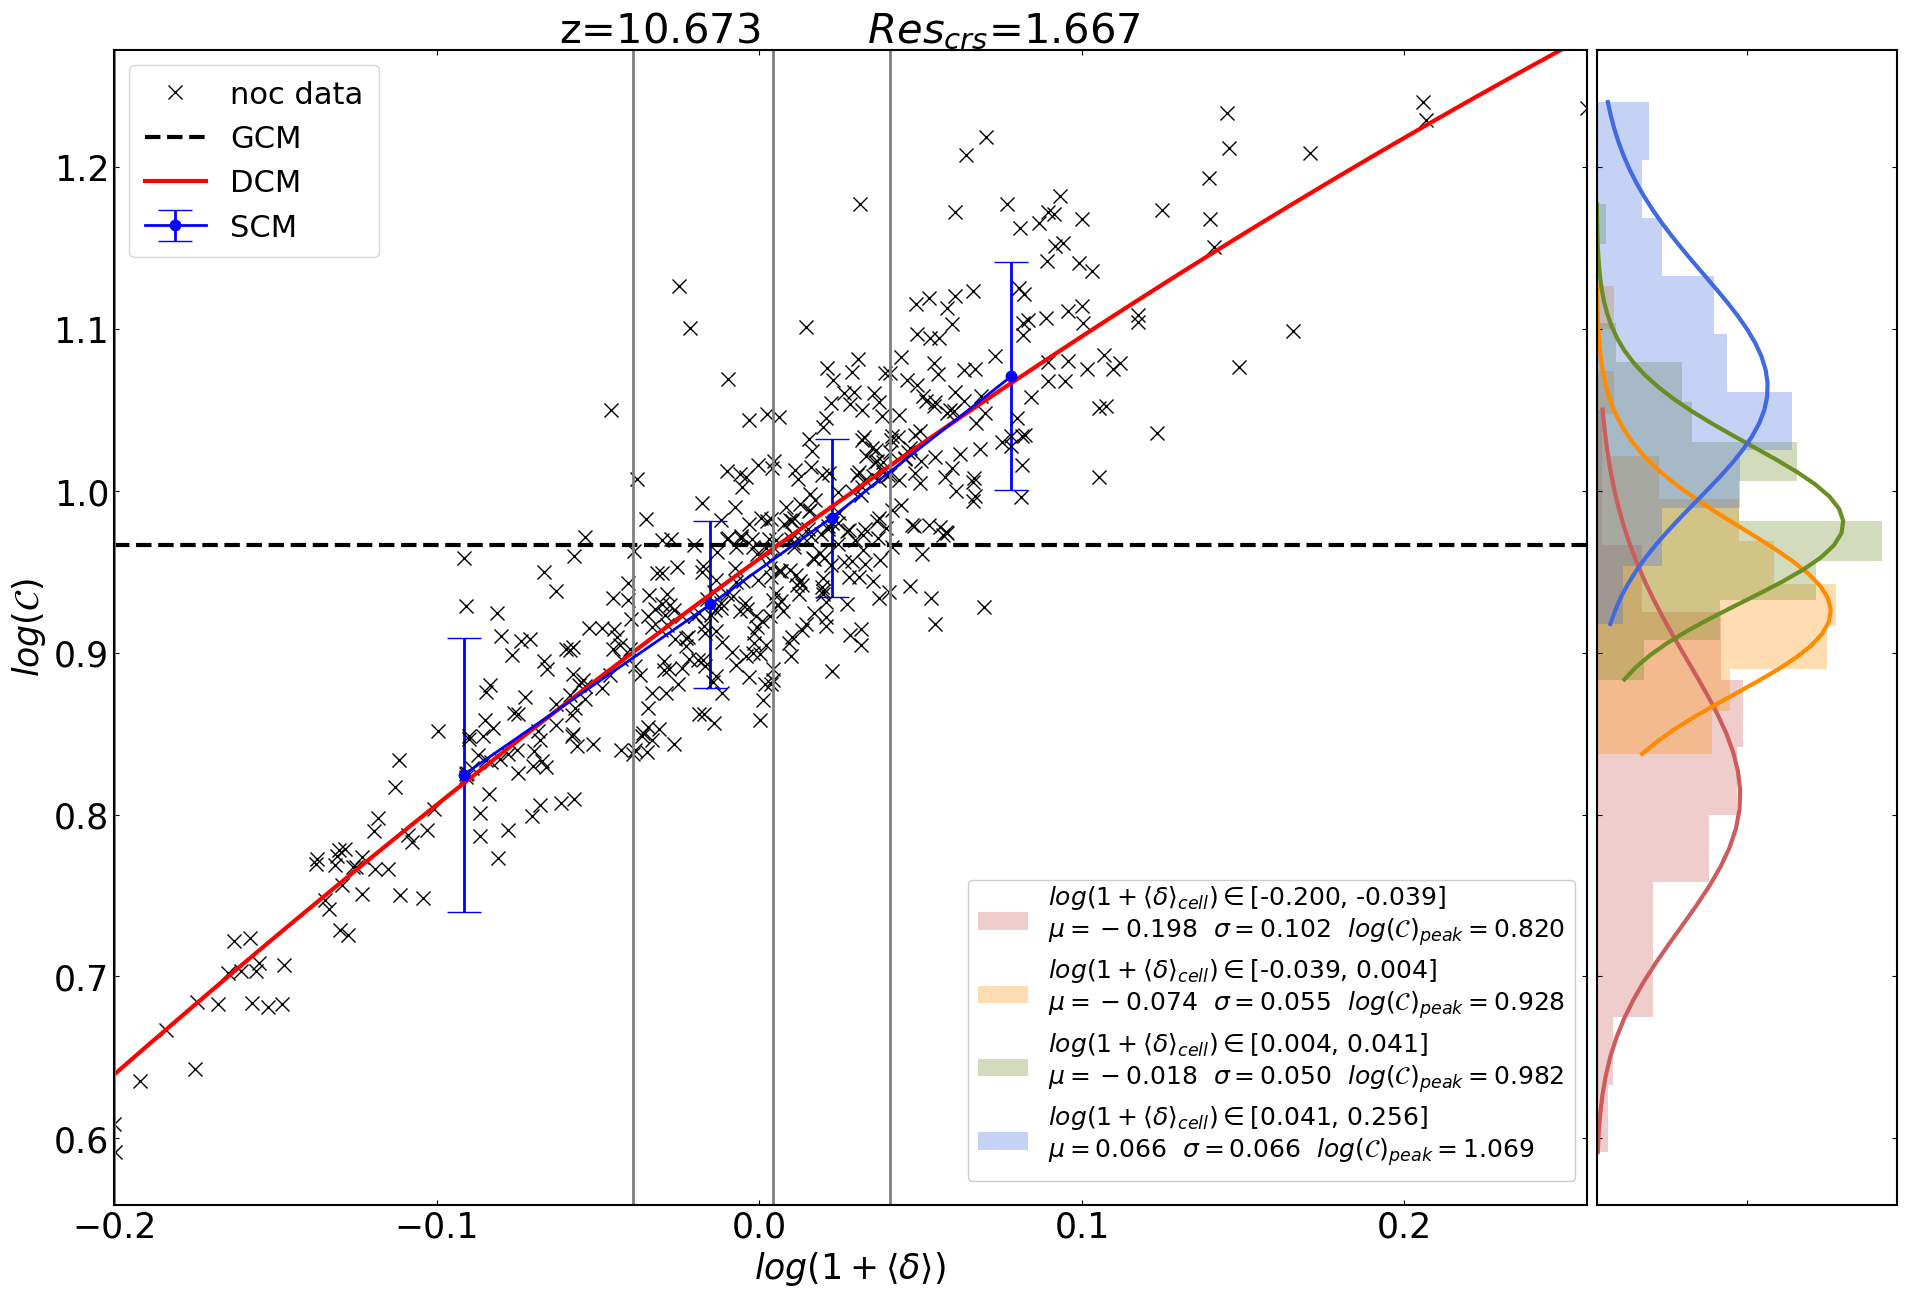 z=10.673 Res_crs=1.667
noc data
GCM
DCM
SCM
1.2
1.1
1.0
0.9
0.8
0.7
0.6
log(𝒞)
log(1+⟨δ⟩_cell)∈[-0.200, -0.039]
μ=−0.198 σ=0.102 log(𝒞)_peak=0.820
log(1+⟨δ⟩_cell)∈[-0.039, 0.004]
μ=−0.074 σ=0.055 log(𝒞)_peak=0.928
log(1+⟨δ⟩_cell)∈[0.004, 0.041]
μ=−0.018 σ=0.050 log(𝒞)_peak=0.982
log(1+⟨δ⟩_cell)∈[0.041, 0.256]
μ=0.066 σ=0.066 log(𝒞)_peak=1.069
−0.2 −0.1 0.0 0.1 0.2
log(1+⟨δ⟩)